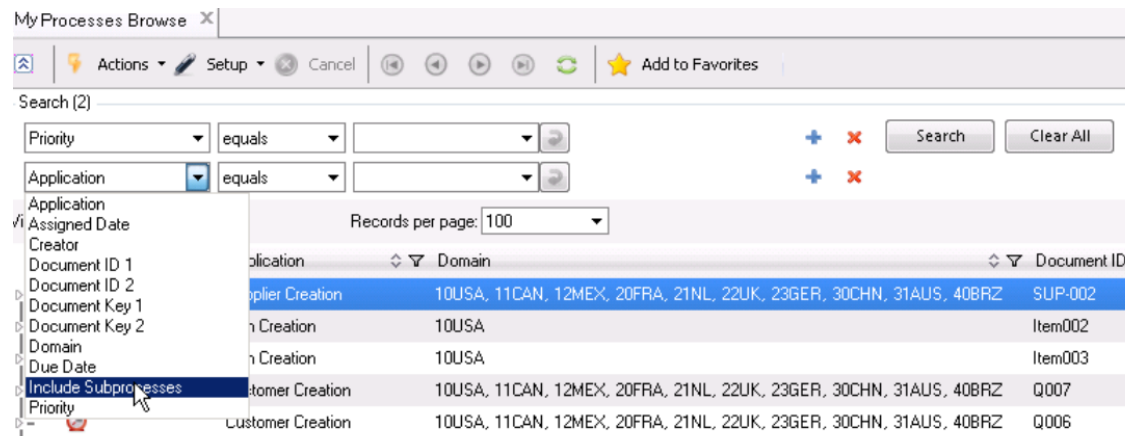 My Processes Browse
Actions Setup Cancel Add to Favorites
Search (2)
Priority equals Search Clear All
Application equals
Application
Assigned Date
Creator
Document ID 1
Document ID 2
Document Key 1
Document Key 2
Domain
Due Date
Include Subprocesses
Priority
Records per page: 100
Domain Document ID
10USA, 11CAN, 12MEX, 20FRA, 21NL, 22UK, 23GER, 30CHN, 31AUS, 40BRZ SUP-002
Creation 10USA Item002
Creation 10USA Item003
Creation 10USA, 11CAN, 12MEX, 20FRA, 21NL, 22UK, 23GER, 30CHN, 31AUS, 40BRZ Q007
Customer Creation 10USA, 11CAN, 12MEX, 20FRA, 21NL, 22UK, 23GER, 30CHN, 31AUS, 40BRZ Q006